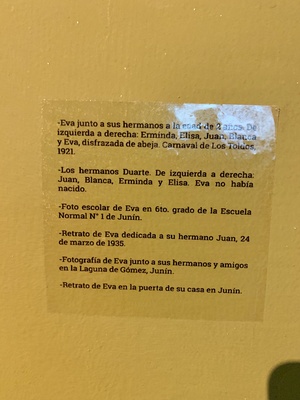 -Eva junto a sus hermanos a la edad de 2 años. De
izquierda a derecha: Erminda, Elisa, Juan, Blanca
y Eva, disfrazada de abeja. Carnaval de Los Toldos,
1921.
-Los hermanos Duarte. De izquierda a derecha:
Juan, Blanca, Erminda y Elisa. Eva no había
nacido.
-Foto escolar de Eva en 6to. grado de la Escuela
Normal N° 1 de Junín.
-Retrato de Eva dedicada a su hermano Juan, 24
de marzo de 1935.
-Fotografía de Eva junto a sus hermanos y amigos
en la Laguna de Gómez, Junín.
-Retrato de Eva en la puerta de su casa en Junín.